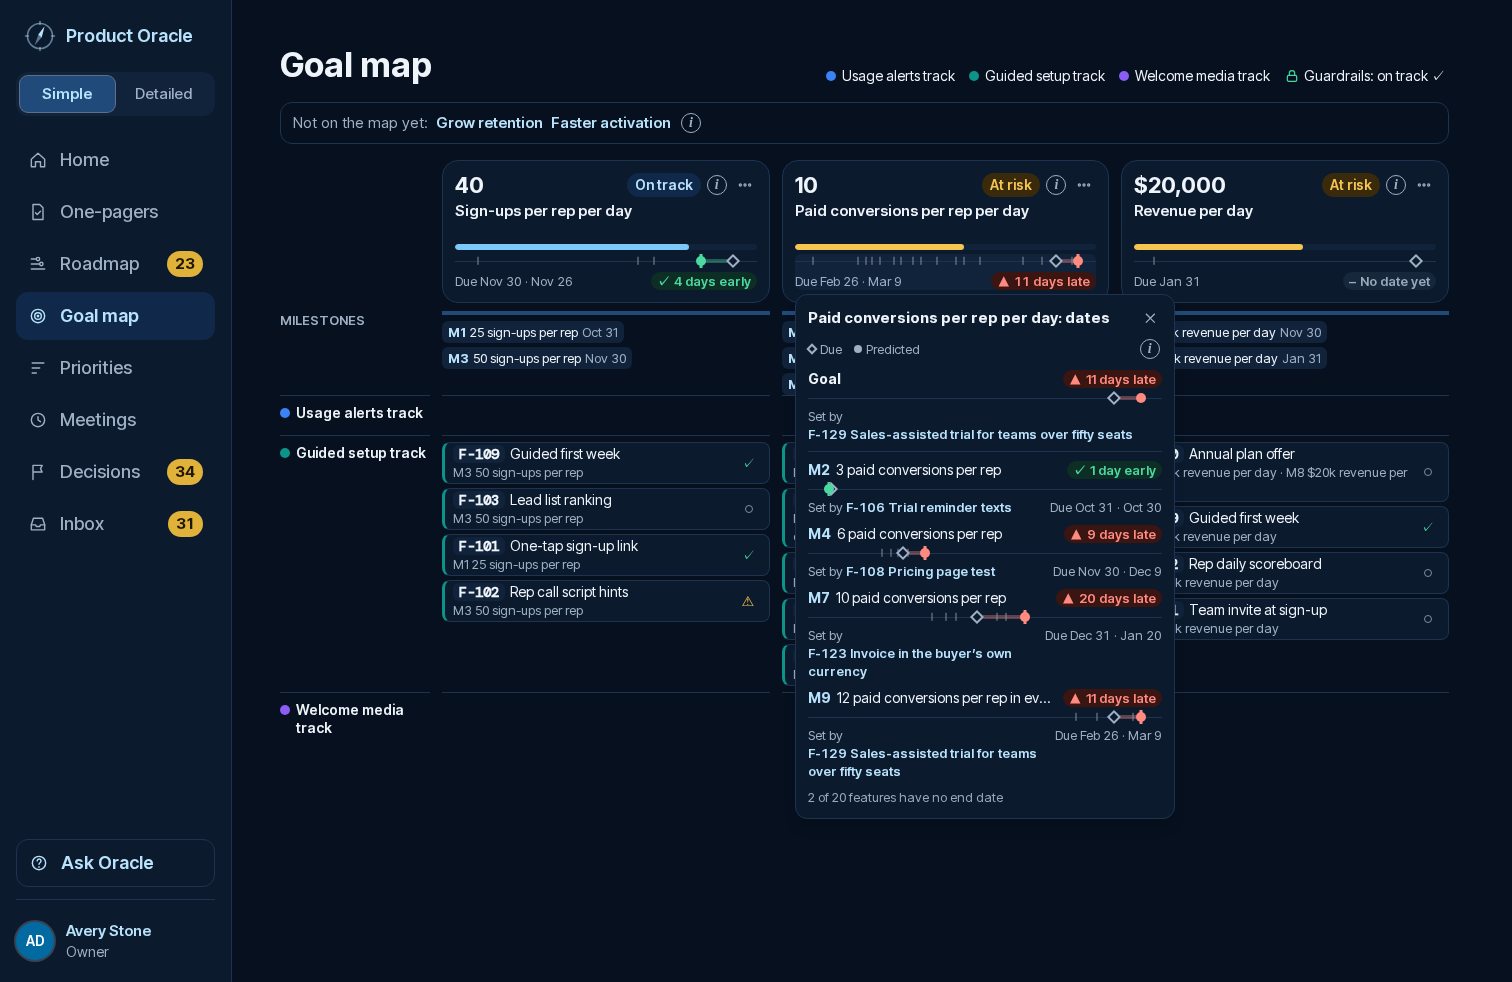 Product Oracle
Simple
Detailed
Home
One-pagers
Roadmap 23
Goal map
Priorities
Meetings
Decisions 34
Inbox 31
Ask Oracle
AD
Avery Stone
Owner
Goal map
Usage alerts track
Guided setup track
Welcome media track
Guardrails: on track ✓
Not on the map yet: Grow retention Faster activation i
40
On track i
Sign-ups per rep per day
Due Nov 30 · Nov 26
✓ 4 days early
10
At risk i
Paid conversions per rep per day
Due Feb 26 · Mar 9
▲ 11 days late
$20,000
At risk i
Revenue per day
Due Jan 31
– No date yet
MILESTONES
M1 25 sign-ups per rep Oct 31
M3 50 sign-ups per rep Nov 30
k revenue per day Nov 30
k revenue per day Jan 31
Usage alerts track
Guided setup track
F-109 Guided first week
M3 50 sign-ups per rep
✓
F-103 Lead list ranking
M3 50 sign-ups per rep
F-101 One-tap sign-up link
M1 25 sign-ups per rep
✓
F-102 Rep call script hints
M3 50 sign-ups per rep
⚠
Annual plan offer
k revenue per day · M8 $20k revenue per
Guided first week
k revenue per day
✓
Rep daily scoreboard
k revenue per day
Team invite at sign-up
k revenue per day
Welcome media
track
Paid conversions per rep per day: dates
Due
Predicted
i
Goal
▲ 11 days late
Set by
F-129 Sales-assisted trial for teams over fifty seats
M2 3 paid conversions per rep
✓ 1 day early
Set by F-106 Trial reminder texts
Due Oct 31 · Oct 30
M4 6 paid conversions per rep
▲ 9 days late
Set by F-108 Pricing page test
Due Nov 30 · Dec 9
M7 10 paid conversions per rep
▲ 20 days late
Set by
Due Dec 31 · Jan 20
F-123 Invoice in the buyer’s own
currency
M9 12 paid conversions per rep in ev…
▲ 11 days late
Set by
Due Feb 26 · Mar 9
F-129 Sales-assisted trial for teams
over fifty seats
2 of 20 features have no end date